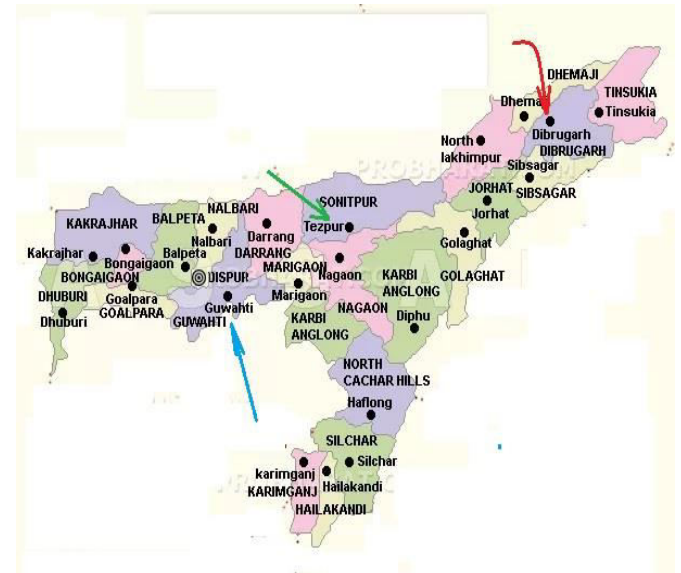 DHEMAJI
TINSUKIA
Dhema
Tinsukia
Dibrugarh
DIBRUGARH
North
lakhimpur
Sibsagar
SIBSAGAR
JORHAT
Jorhat
SONITPUR
Tezpur
NALBARI
BALPETA
KAKRAJHAR
Nalbari
Darrang
DARRANG
Golaghat
GOLAGHAT
Kakrajhar
Bongaigaon
BONGAIGAON
Balpeta
MARIGAON
Nagaon
KARBI
ANGLONG
DISPUR
Marigaon
DHUBURI
Goalpara
GOALPARA
Guwahti
GUWAHTI
NAGAON
Dhuburi
KARBI
ANGLONG
Diphu
NORTH
CACHAR HILLS
Haflong
SILCHAR
Silchar
karimganj
KARIMGANJ
Hailakandi
HAILAKANDI